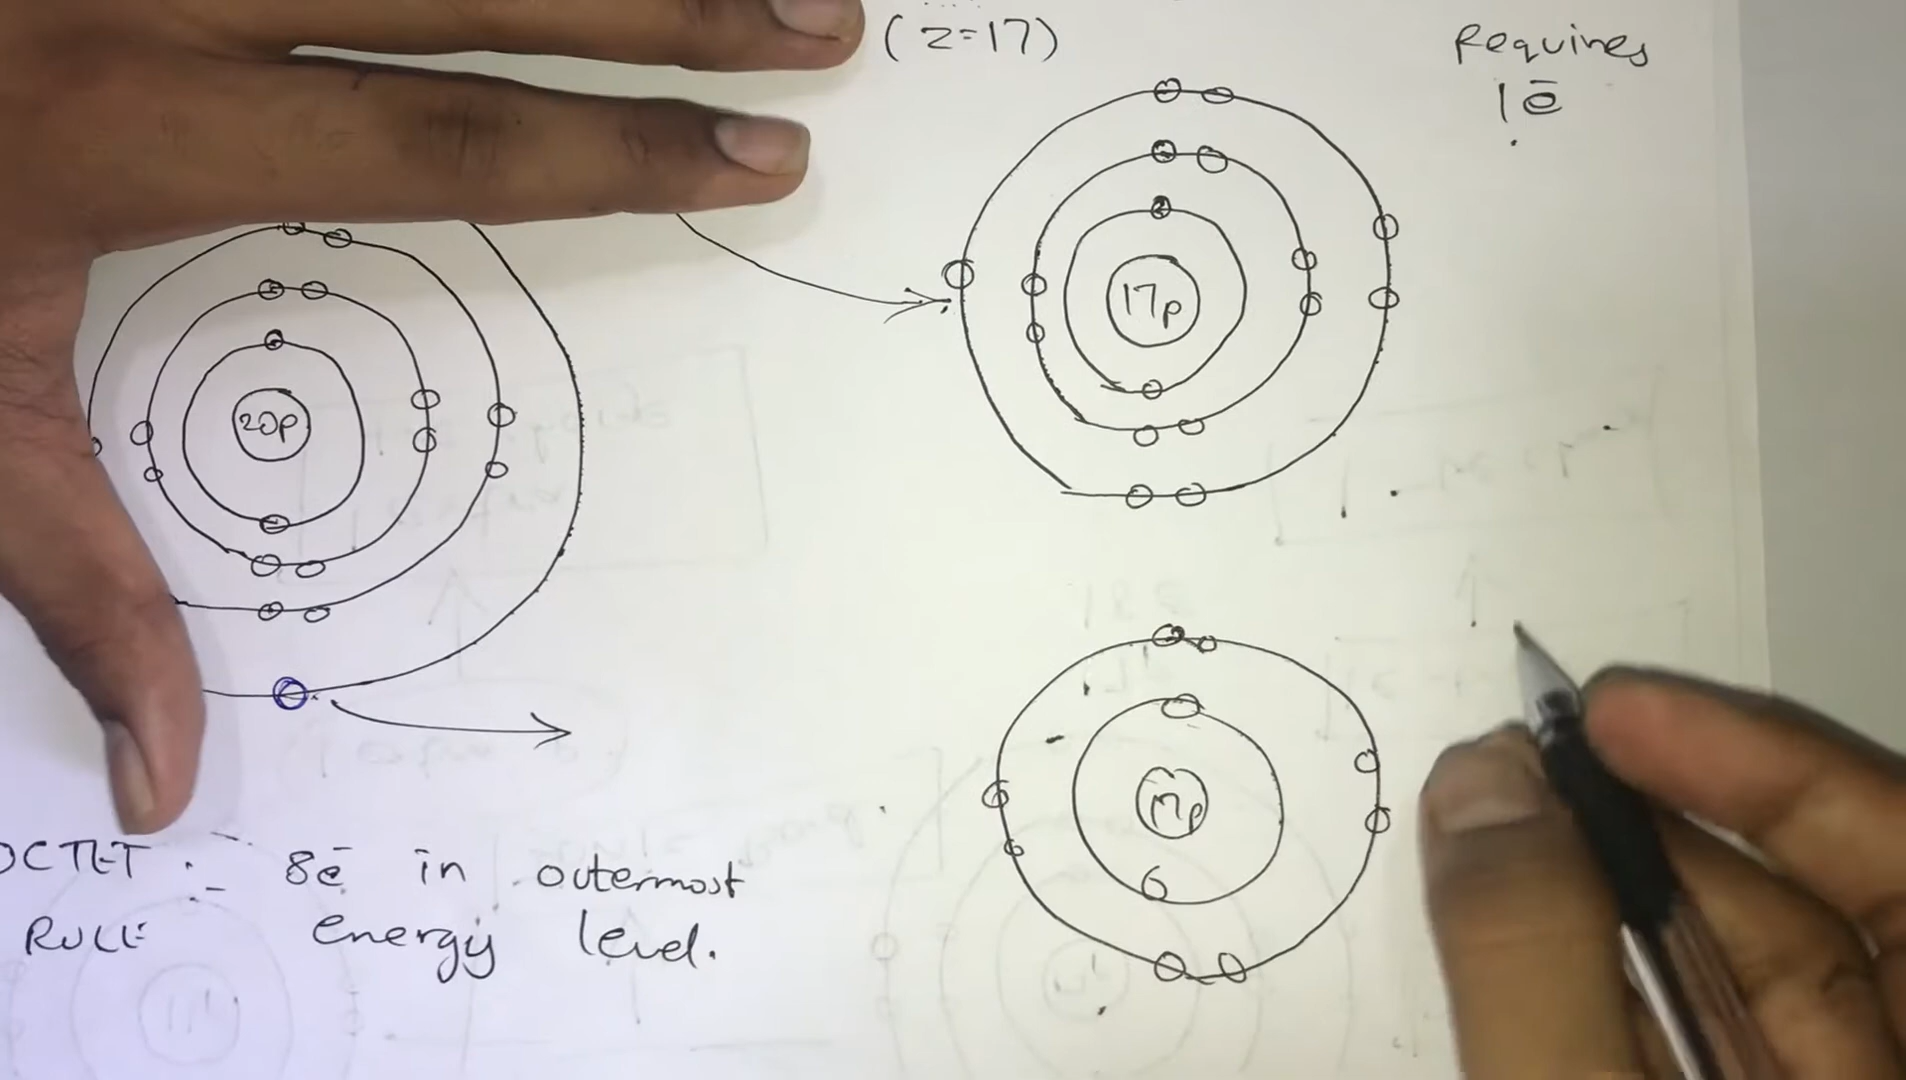 (Z=17)
Requires
1ē
17p
20p
17p
OCTET :- 8ē in outermost
RULE energy level.